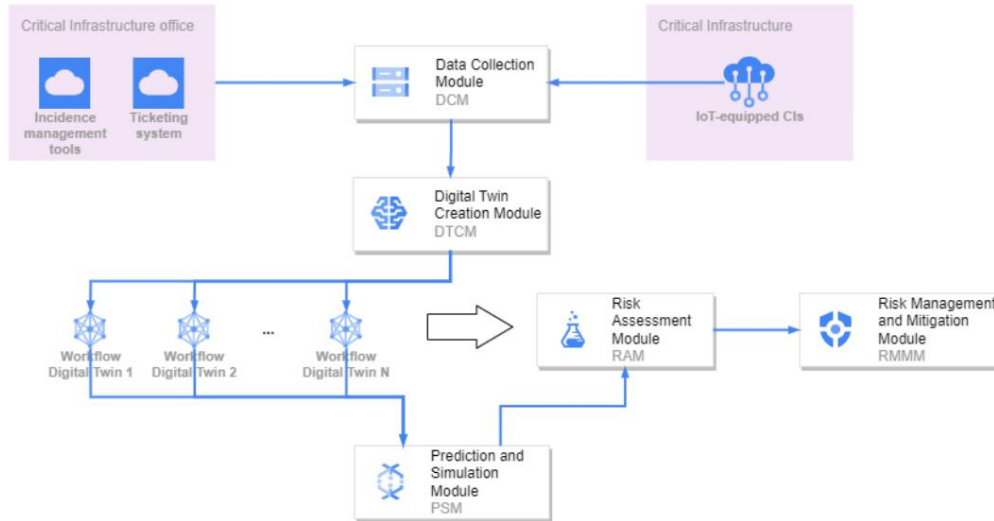 Critical Infrastructure office
Incidence
management
tools
Ticketing
system
Data Collection
Module
DCM
Critical Infrastructure
IoT-equipped CIs
Digital Twin
Creation Module
DTCM
Workflow
Digital Twin 1
Workflow
Digital Twin 2
...
Workflow
Digital Twin N
Risk
Assessment
Module
RAM
Risk Management
and Mitigation
Module
RMMM
Prediction and
Simulation
Module
PSM